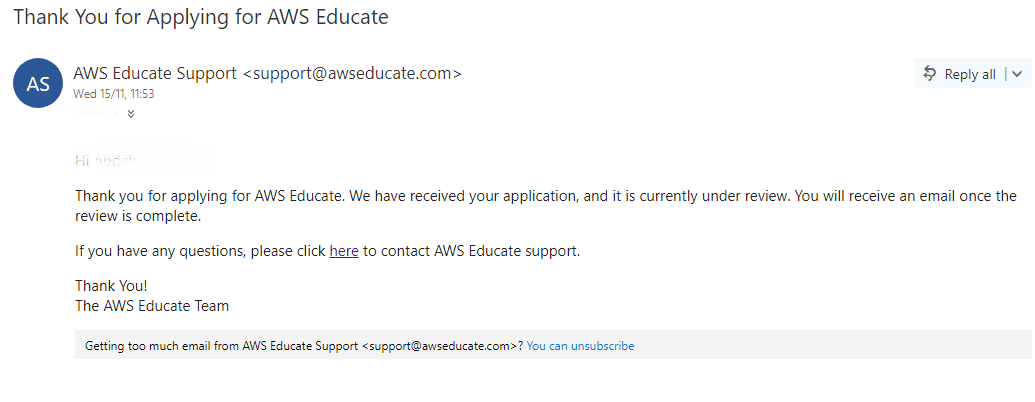 Thank You for Applying for AWS Educate
AS
AWS Educate Support <support@awseducate.com>
Reply all
Wed 15/11, 11:53
Hi
Thank you for applying for AWS Educate. We have received your application, and it is currently under review. You will receive an email once the
review is complete.
If you have any questions, please click here to contact AWS Educate support.
Thank You!
The AWS Educate Team
Getting too much email from AWS Educate Support <support@awseducate.com>? You can unsubscribe